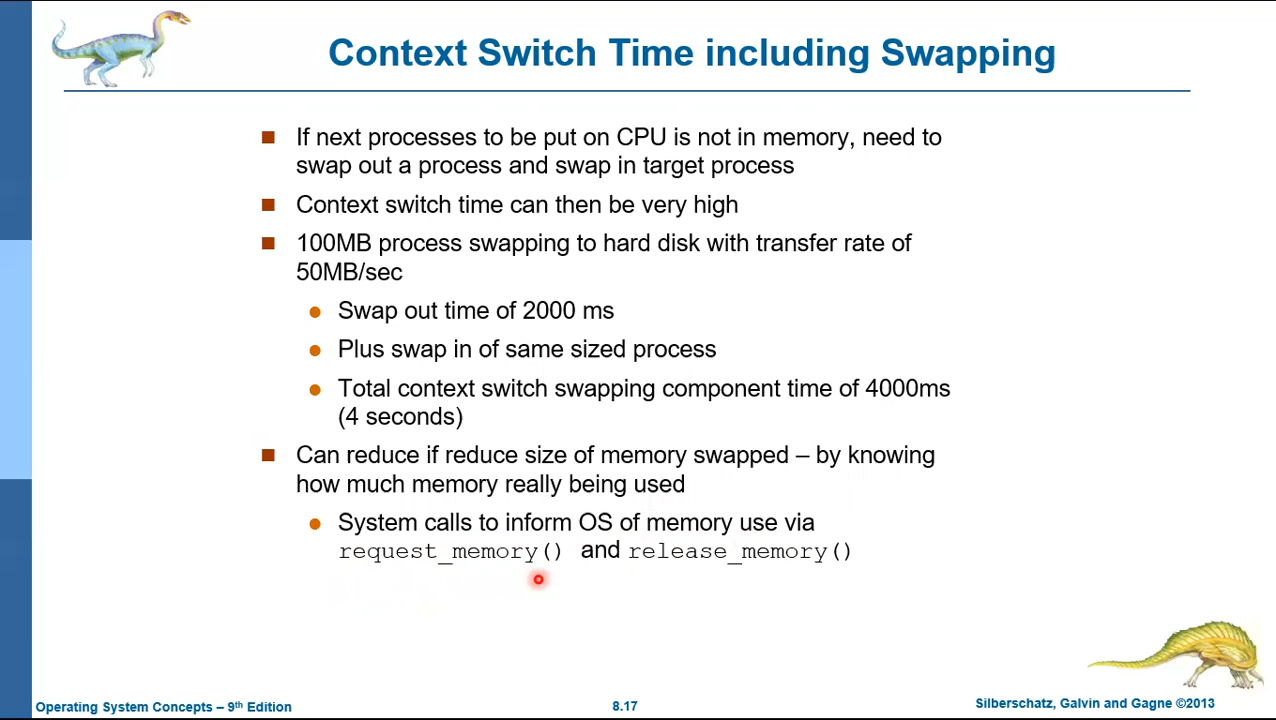 Context Switch Time including Swapping
If next processes to be put on CPU is not in memory, need to
swap out a process and swap in target process
Context switch time can then be very high
100MB process swapping to hard disk with transfer rate of
50MB/sec
Swap out time of 2000 ms
Plus swap in of same sized process
Total context switch swapping component time of 4000ms
(4 seconds)
Can reduce if reduce size of memory swapped – by knowing
how much memory really being used
System calls to inform OS of memory use via
request_memory() and release_memory()
Operating System Concepts – 9th Edition
8.17
Silberschatz, Galvin and Gagne ©2013